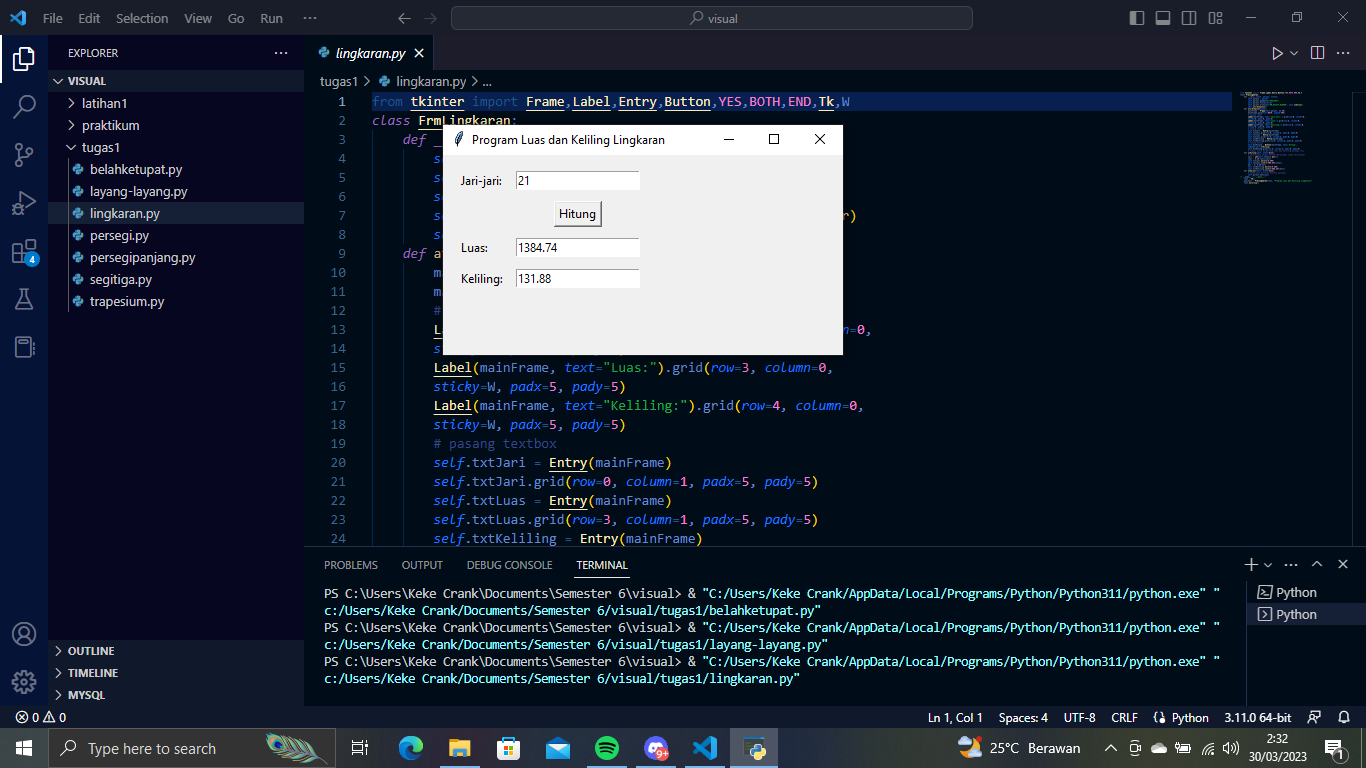 File Edit Selection View Go Run ···
visual
EXPLORER ···
VISUAL
latihan1
praktikum
tugas1
belahketupat.py
layang-layang.py
lingkaran.py
persegi.py
persegipanjang.py
segitiga.py
trapesium.py
OUTLINE
TIMELINE
MYSQL
4
lingkaran.py
tugas1 > lingkaran.py > ...
1 from tkinter import Frame,Label,Entry,Button,YES,BOTH,END,Tk,W
2 class FrmLingkaran:
3 def _
4 se
5 se
6 se
7 se r)
8 se
9 def a
10 m
11 m
12 #
13 La n=0,
14 s
15 Label(mainFrame, text="Luas:").grid(row=3, column=0,
16 sticky=W, padx=5, pady=5)
17 Label(mainFrame, text="Keliling:").grid(row=4, column=0,
18 sticky=W, padx=5, pady=5)
19 # pasang textbox
20 self.txtJari = Entry(mainFrame)
21 self.txtJari.grid(row=0, column=1, padx=5, pady=5)
22 self.txtLuas = Entry(mainFrame)
23 self.txtLuas.grid(row=3, column=1, padx=5, pady=5)
24 self.txtKeliling = Entry(mainFrame)
Program Luas dan Keliling Lingkaran
Jari-jari: 21
Hitung
Luas: 1384.74
Keliling: 131.88
PROBLEMS OUTPUT DEBUG CONSOLE TERMINAL
PS C:\Users\Keke Crank\Documents\Semester 6\visual> & "C:/Users/Keke Crank/AppData/Local/Programs/Python/Python311/python.exe" "
c:/Users/Keke Crank/Documents/Semester 6/visual/tugas1/belahketupat.py"
PS C:\Users\Keke Crank\Documents\Semester 6\visual> & "C:/Users/Keke Crank/AppData/Local/Programs/Python/Python311/python.exe" "
c:/Users/Keke Crank/Documents/Semester 6/visual/tugas1/layang-layang.py"
PS C:\Users\Keke Crank\Documents\Semester 6\visual> & "C:/Users/Keke Crank/AppData/Local/Programs/Python/Python311/python.exe" "
c:/Users/Keke Crank/Documents/Semester 6/visual/tugas1/lingkaran.py"
Python
Python
0 0
Ln 1, Col 1 Spaces: 4 UTF-8 CRLF Python 3.11.0 64-bit
Type here to search
9+
25°C Berawan
2:32
30/03/2023
1